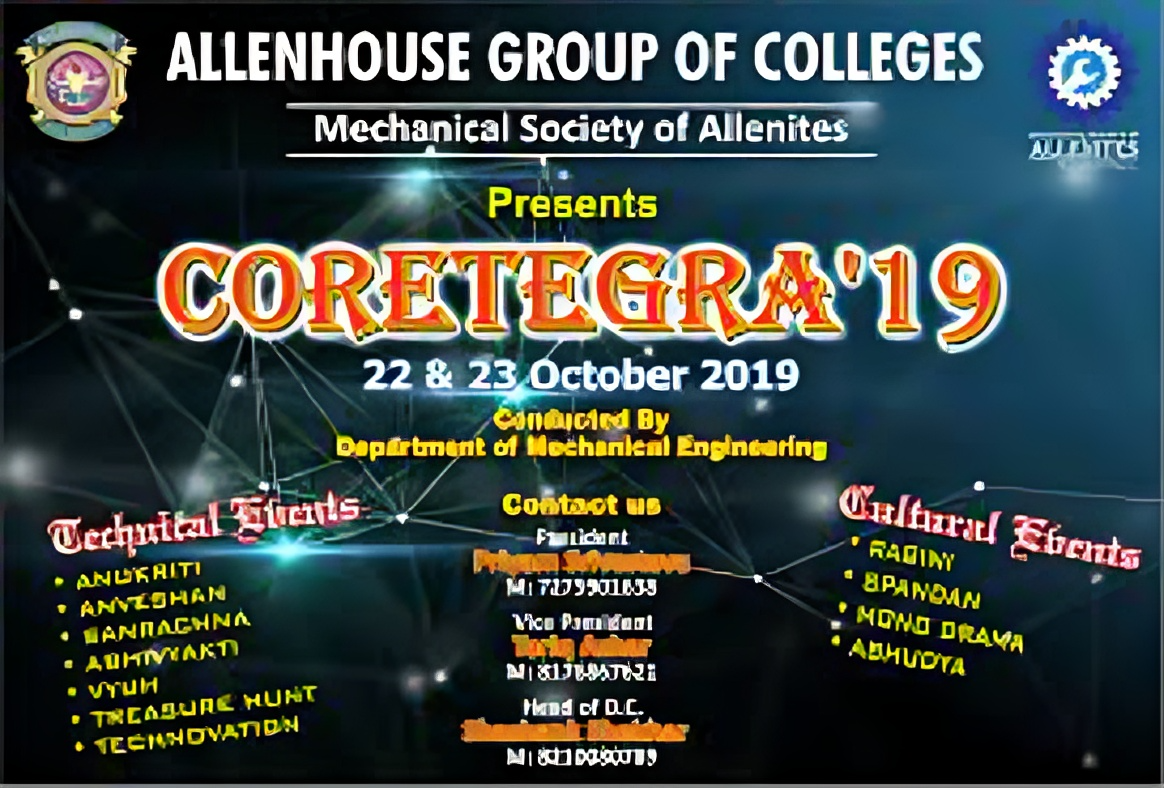 ALLENHOUSE GROUP OF COLLEGES
Mechanical Society of Allenites
ALLENITES
Presents
CORETEGRA'19
22 & 23 October 2019
Conducted By
Department of Mechanical Engineering
Technical Events
• ANUKRITI
• ANVESHAN
• SANRACHNA
• ABHIVYAKTI
• VYUH
• TREASURE HUNT
• TECHNOVATION
Contact us
President
Vice President
Head of D.C.
Cultural Events
• RAGINI
• SPANDAN
• MONO DRAMA
• ABHUDYA